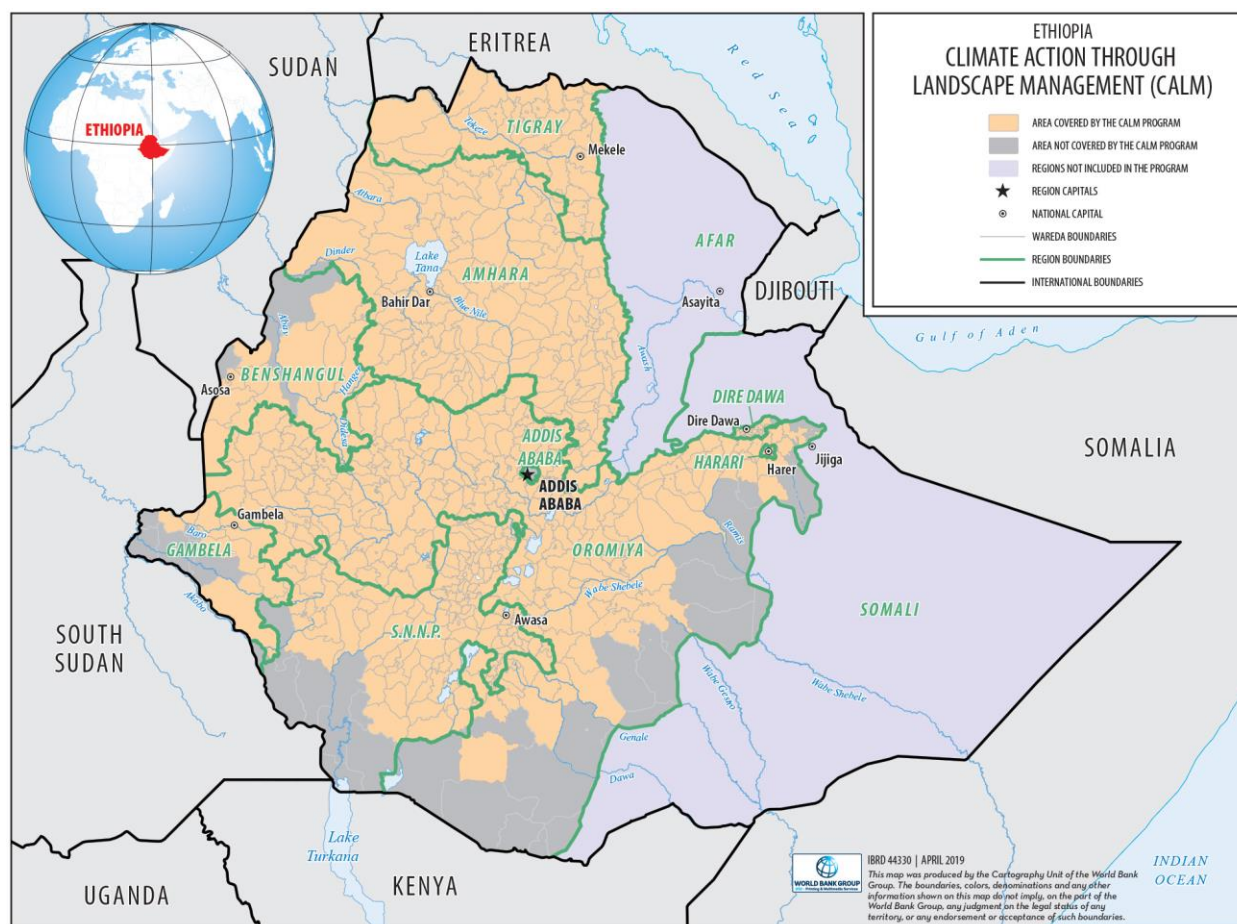 ETHIOPIA
CLIMATE ACTION THROUGH
LANDSCAPE MANAGEMENT (CALM)
AREA COVERED BY THE CALM PROGRAM
AREA NOT COVERED BY THE CALM PROGRAM
REGIONS NOT INCLUDED IN THE PROGRAM
REGION CAPITALS
NATIONAL CAPITAL
WAREDA BOUNDARIES
REGION BOUNDARIES
INTERNATIONAL BOUNDARIES
ETHIOPIA
SUDAN
ERITREA
Red Sea
TIGRAY
Tekeze
Mekele
Atbara
AFAR
Dinder
Lake
Tana
AMHARA
Bahir Dar
Blue Nile
Asayita
DJIBOUTI
Gulf of Aden
Abay
Awash
BENSHANGUL
Hanger
Asosa
Didesa
DIRE DAWA
Dire Dawa
ADDIS
ABABA
ADDIS
ABABA
HARARI
Harer
Jijiga
SOMALIA
Gambela
Baro
GAMBELA
Akobo
OROMIYA
Ramis
Wabe Shebele
SOMALI
SOUTH
SUDAN
S.N.N.P.
Awasa
Wabe Gestro
Wabe Shebele
Genale
Dawa
Lake
Turkana
UGANDA
KENYA
INDIAN
OCEAN
WORLD BANK GROUP
Printing & Multimedia Services
IBRD 44330 | APRIL 2019
This map was produced by the Cartography Unit of the World Bank
Group. The boundaries, colors, denominations and any other
information shown on this map do not imply, on the part of the
World Bank Group, any judgment on the legal status of any
territory, or any endorsement or acceptance of such boundaries.